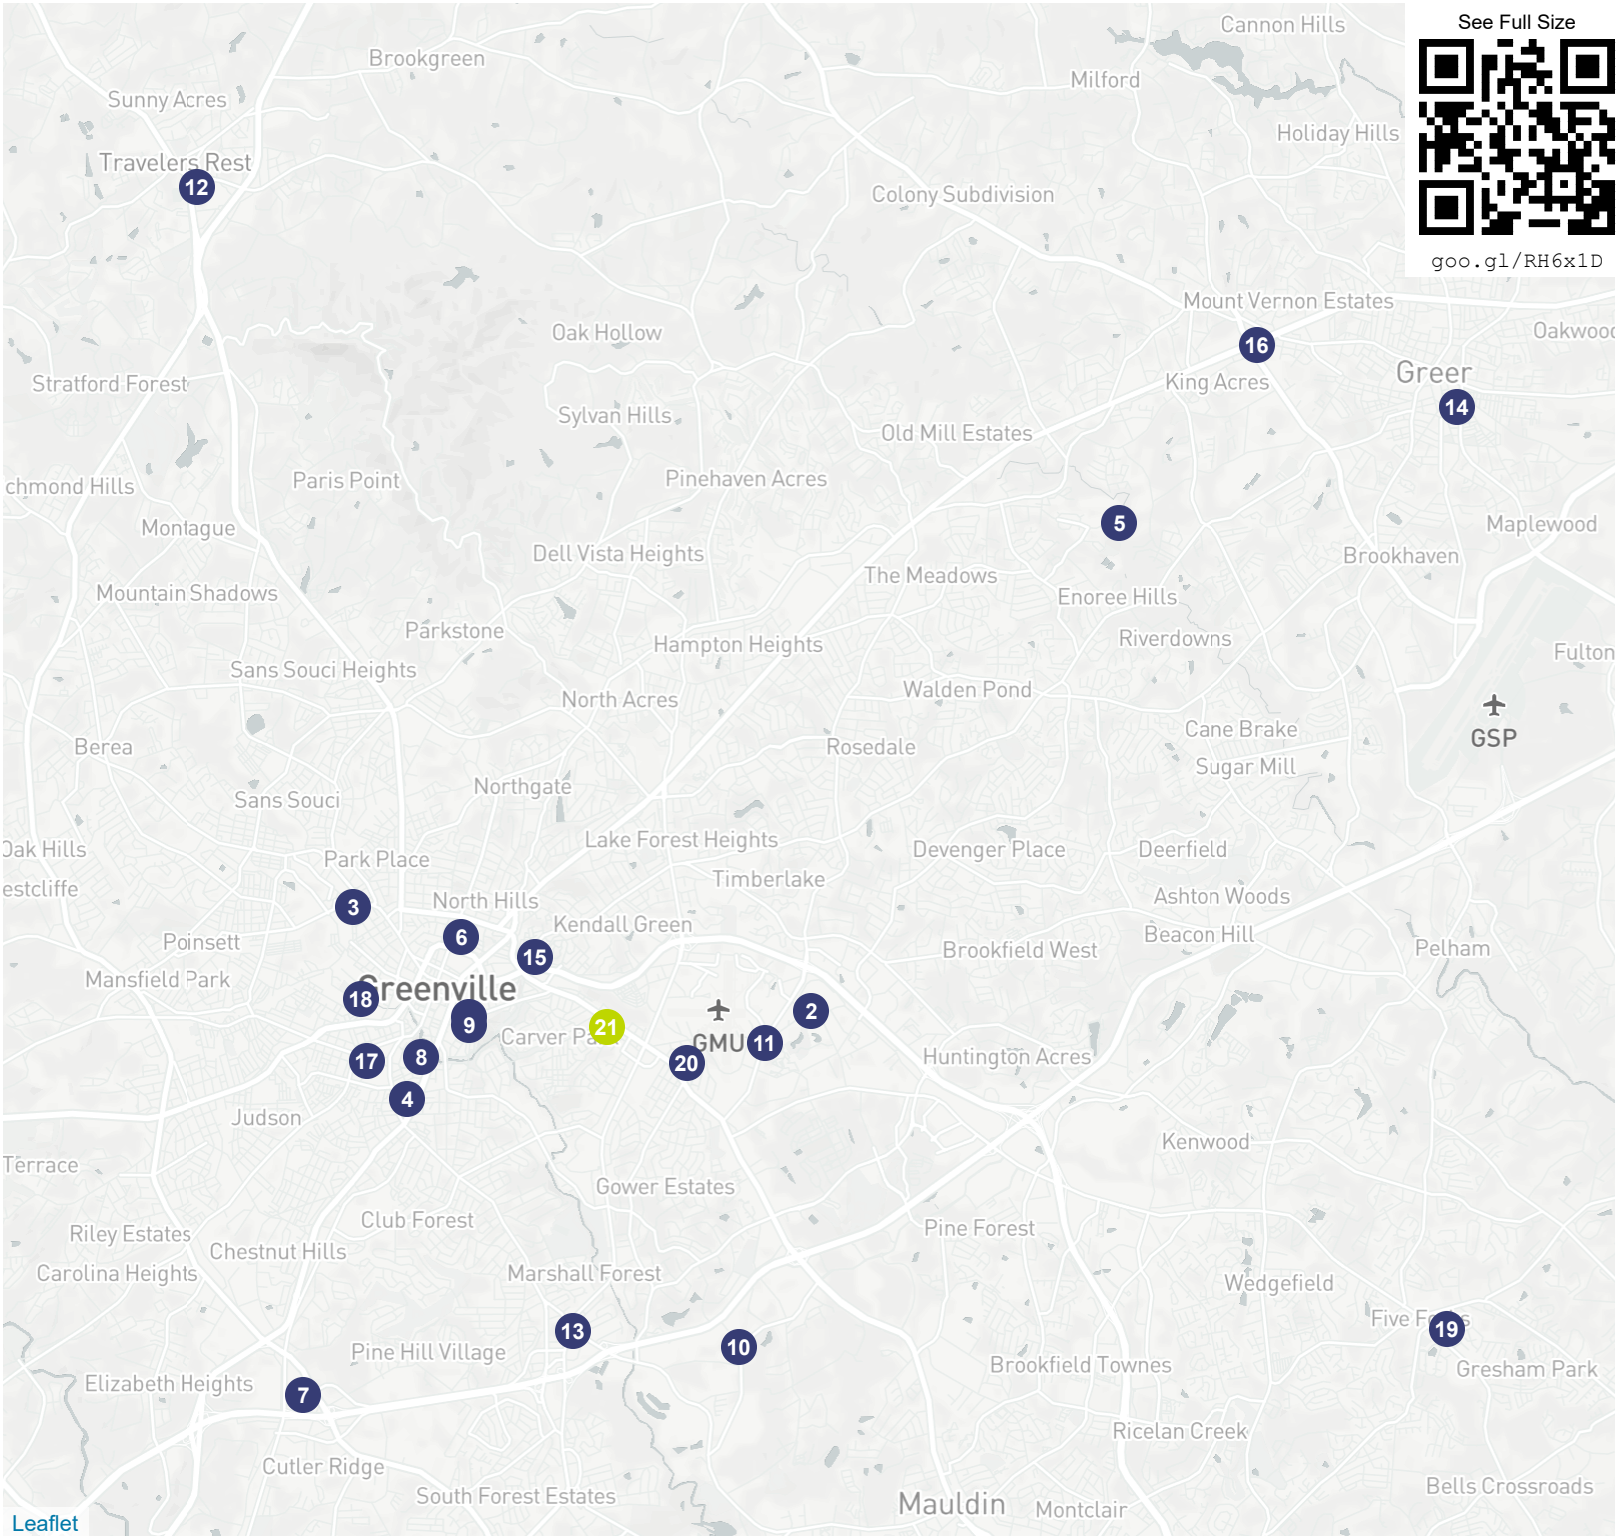 Cannon Hills
See Full Size
Brookgreen
Milford
Sunny Acres
Holiday Hills
Travelers Rest
12
Colony Subdivision
goo.gl/RH6x1D
Mount Vernon Estates
Oak Hollow
Oakwood
16
Greer
Stratford Forest
King Acres
14
Sylvan Hills
Old Mill Estates
Paris Point
Pinehaven Acres
chmond Hills
Montague
5
Maplewood
Dell Vista Heights
Brookhaven
The Meadows
Mountain Shadows
Enoree Hills
Parkstone
Hampton Heights
Riverdowns
Fulton
Sans Souci Heights
North Acres
Walden Pond
Cane Brake
GSP
Berea
Rosedale
Sugar Mill
Northgate
Sans Souci
Lake Forest Heights
Oak Hills
Devenger Place
Deerfield
Park Place
Timberlake
estcliffe
North Hills
Ashton Woods
3
Kendall Green
6
Poinsett
Beacon Hill
Brookfield West
Pelham
15
Mansfield Park
Greenville
18
2
9
21
Carver Pa
GMU
11
17
8
20
Huntington Acres
4
Judson
Kenwood
Terrace
Gower Estates
Club Forest
Pine Forest
Riley Estates
Chestnut Hills
Carolina Heights
Marshall Forest
Wedgefield
Five F
19
13
10
Pine Hill Village
Brookfield Townes
Gresham Park
Elizabeth Heights
7
Ricelan Creek
Cutler Ridge
South Forest Estates
Bells Crossroads
Mauldin
Montclair
Leaflet